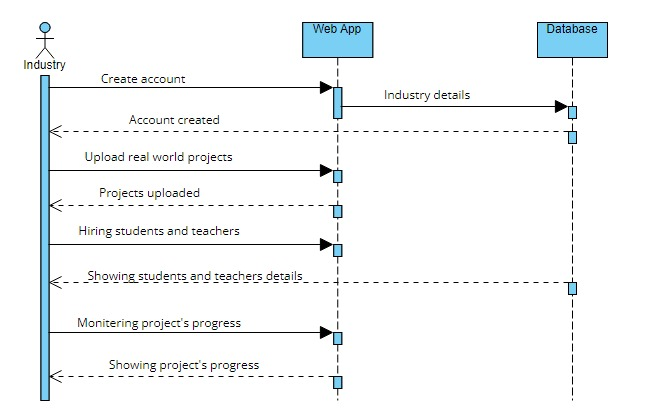 Web App
Database
Industry
Create account
Industry details
Account created
Upload real world projects
Projects uploaded
Hiring students and teachers
Showing students and teachers details
Monitering project's progress
Showing project's progress